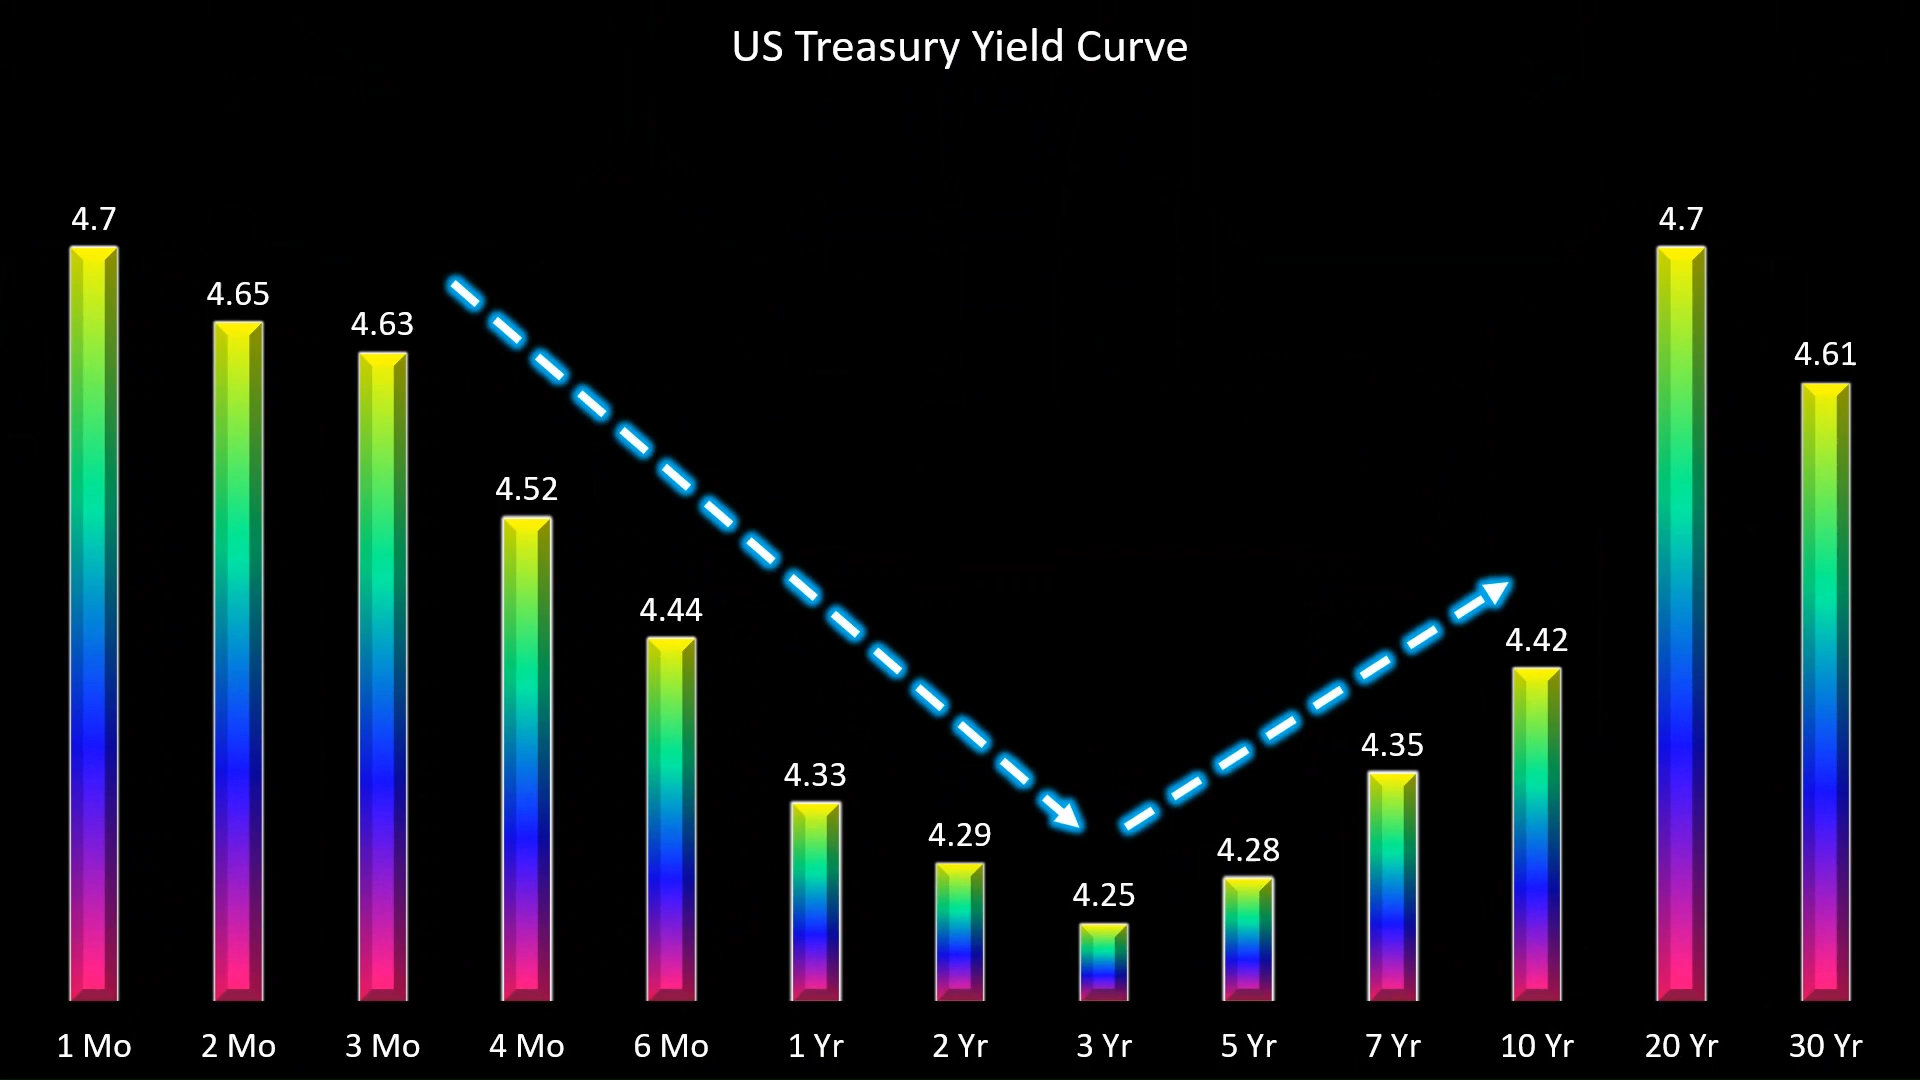 US Treasury Yield Curve
4.7
4.65
4.63
4.52
4.44
4.33
4.29
4.25
4.28
4.35
4.42
4.7
4.61
1 Mo
2 Mo
3 Mo
4 Mo
6 Mo
1 Yr
2 Yr
3 Yr
5 Yr
7 Yr
10 Yr
20 Yr
30 Yr